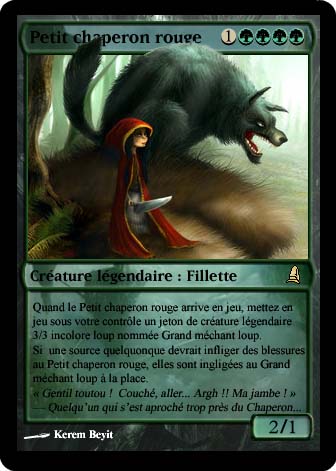 Petit chaperon rouge 1
Créature légendaire : Fillette
Quand le Petit chaperon rouge arrive en jeu, mettez en
jeu sous votre contrôle un jeton de créature légendaire
3/3 incolore loup nommée Grand méchant loup.
Si une source quelquonque devrait infliger des blessures
au Petit chaperon rouge, elles sont ingligées au Grand
méchant loup à la place.
« Gentil toutou ! Couché, aller... Argh !! Ma jambe ! »
— Quelqu'un qui s'est aproché trop près du Chaperon...
2/1
Kerem Beyit